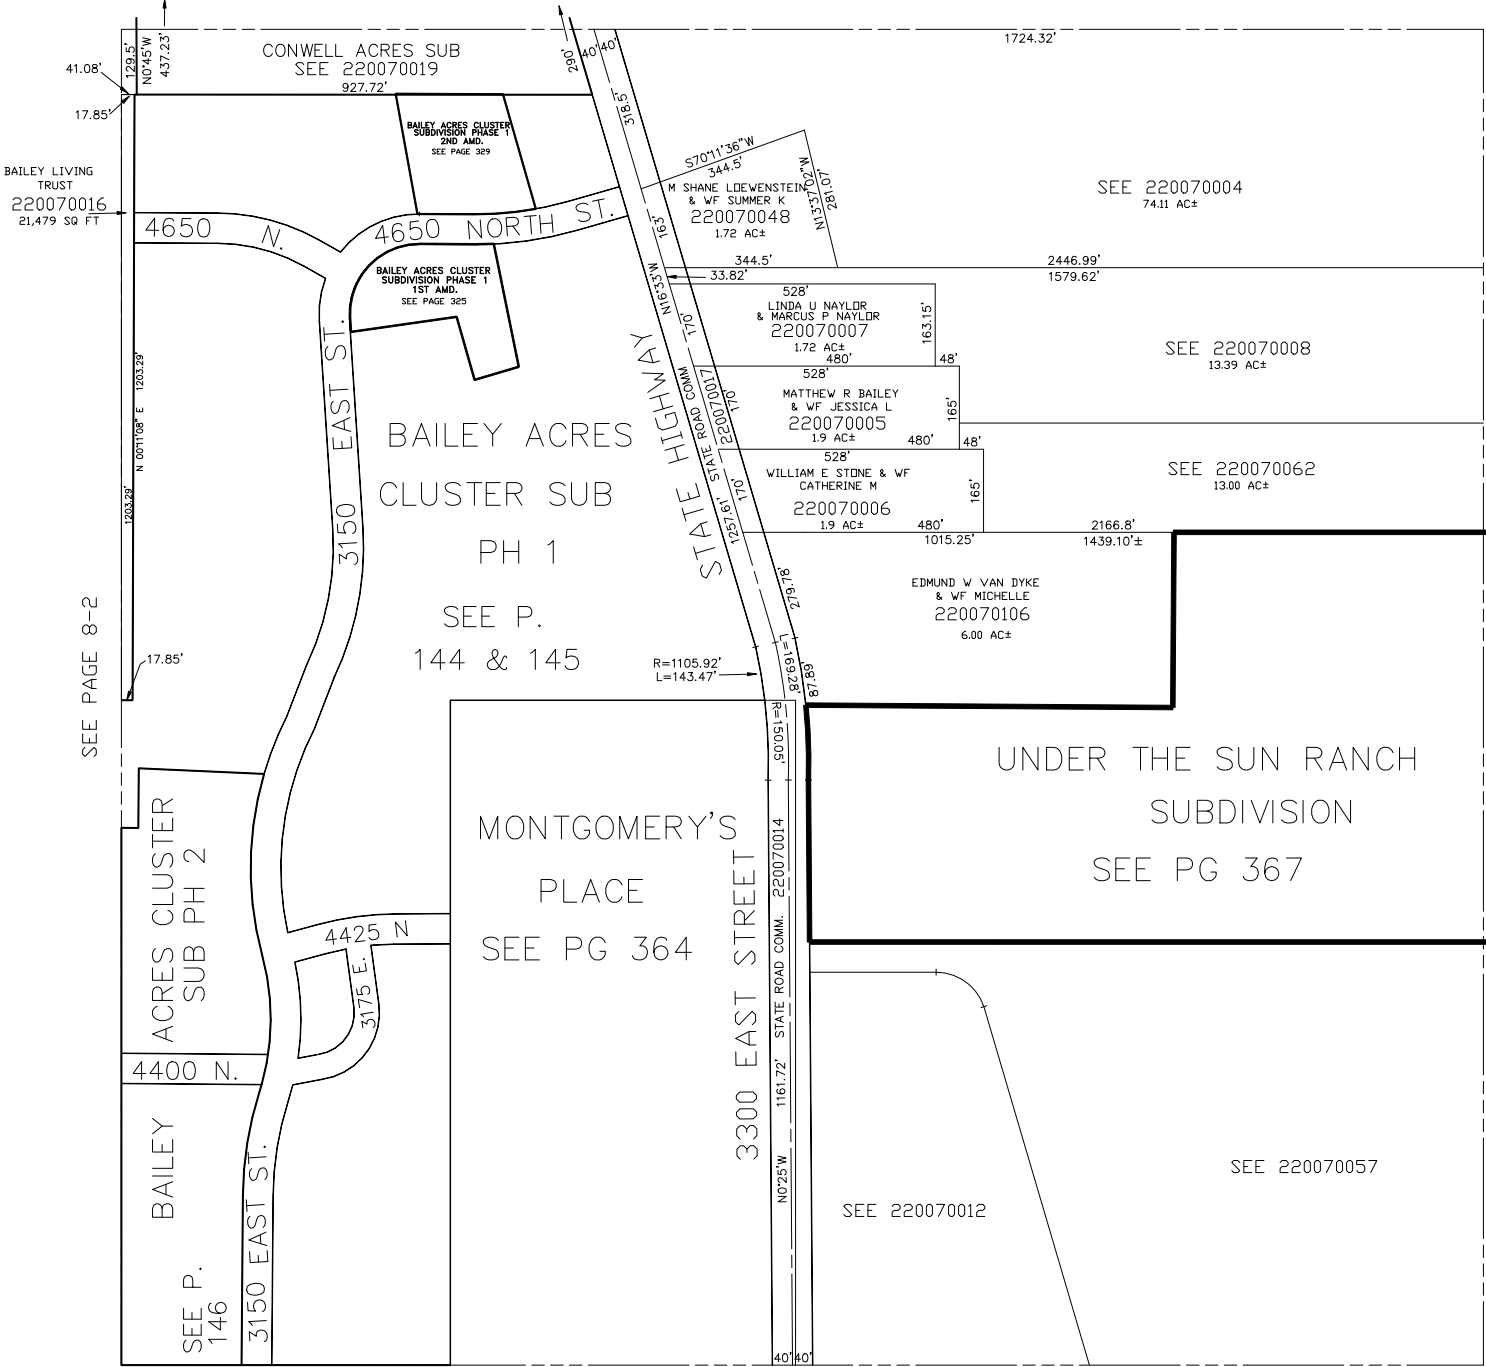 129.5'
N0°45'W
437.23'
41.08'
17.85'
CONWELL ACRES SUB
SEE 220070019
927.72'
290'
40' 40'
1724.32'
318.5'
BAILEY ACRES CLUSTER
SUBDIVISION PHASE 1
2ND AMD.
SEE PAGE 329
BAILEY LIVING
TRUST
220070016
21,479 SQ FT
4650 N.
4650 NORTH ST.
BAILEY ACRES CLUSTER
SUBDIVISION PHASE 1
1ST AMD.
SEE PAGE 325
S70°11'36"W
344.5'
M SHANE LOEWENSTEIN
& WF SUMMER K
220070048
1.72 AC±
N13°37'02"W
281.07'
163'
344.5'
33.82'
N16°33'W
SEE 220070004
74.11 AC±
2446.99'
1579.62'
528'
LINDA U NAYLOR
& MARCUS P NAYLOR
220070007
1.72 AC±
163.15'
170'
480'
48'
SEE 220070008
13.39 AC±
528'
MATTHEW R BAILEY
& WF JESSICA L
220070005
1.9 AC±
165'
170'
480'
48'
SEE 220070062
13.00 AC±
528'
WILLIAM E STONE & WF
CATHERINE M
220070006
1.9 AC±
165'
170'
480'
1015.25'
2166.8'
1439.10'±
STATE HIGHWAY
1257.61' STATE ROAD COMM 220070017
N 00°11'08" E 1203.29'
1203.29'
3150 EAST ST.
BAILEY ACRES
CLUSTER SUB
PH 1
SEE P.
144 & 145
SEE PAGE 8-2
17.85'
EDMUND W VAN DYKE
& WF MICHELLE
220070106
6.00 AC±
279.78'
L=169.28'
87.89'
R=1105.92'
L=143.47'
R=150.05'
UNDER THE SUN RANCH
SUBDIVISION
SEE PG 367
MONTGOMERY'S
PLACE
SEE PG 364
3300 EAST STREET
N0°25'W 1161.72' STATE ROAD COMM. 220070014
BAILEY ACRES CLUSTER
SUB PH 2
SEE P.
146
4425 N
3175 E.
4400 N.
3150 EAST ST.
SEE 220070012
SEE 220070057
40' 40'